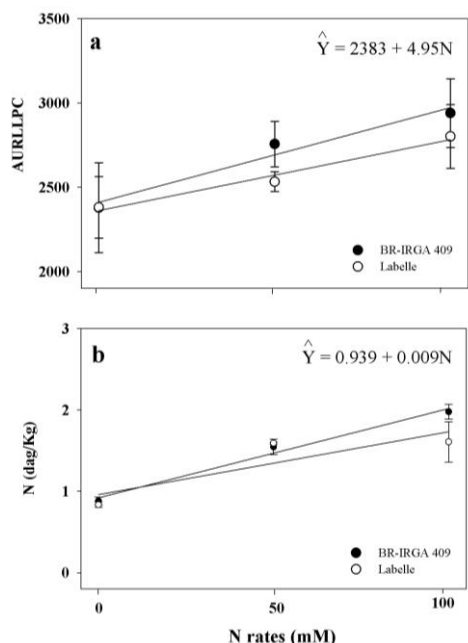 3500
a
Ŷ = 2383 + 4.95N
3000
AURLLPC
2500
BR-IRGA 409
Labelle
2000
3
b
Ŷ = 0.939 + 0.009N
2
N (dag/Kg)
1
BR-IRGA 409
Labelle
0
0 50 100
N rates (mM)